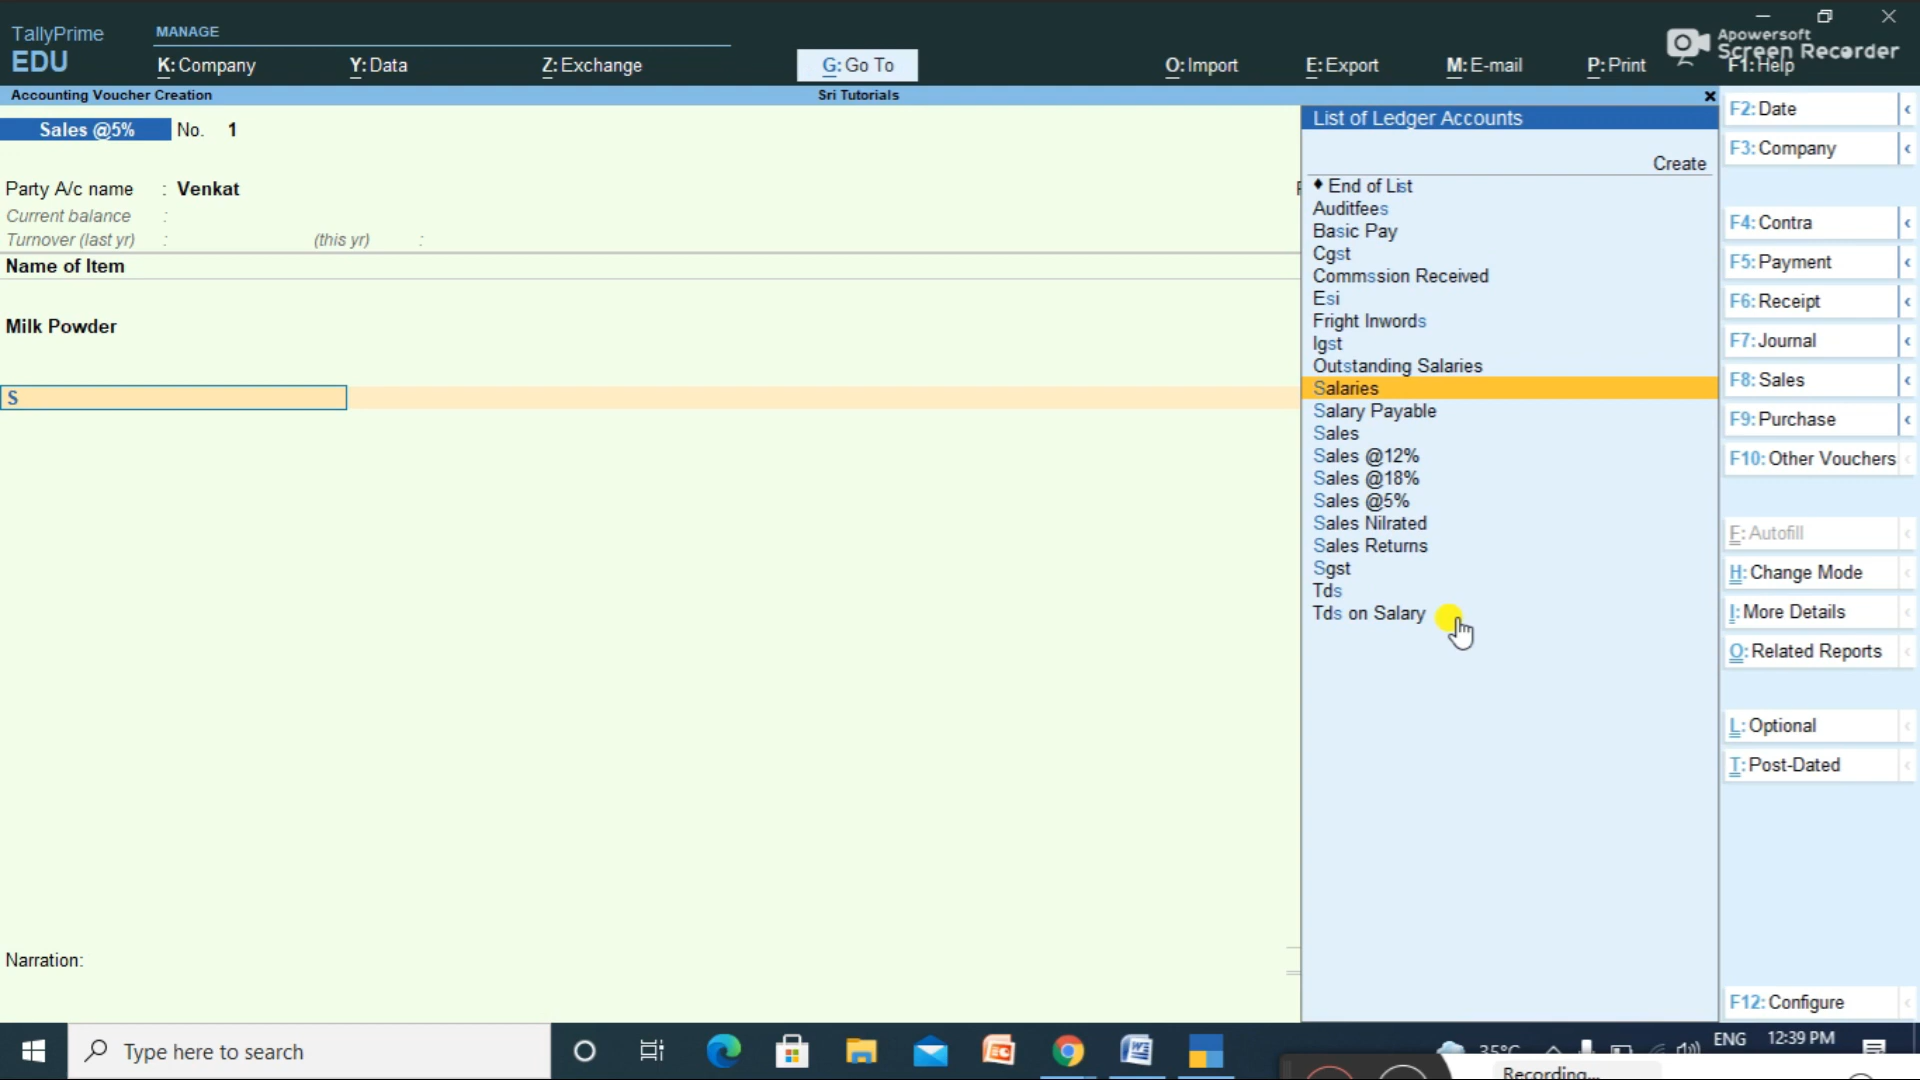 TallyPrime
EDU
MANAGE
K: Company
Y: Data
Z: Exchange
G: Go To
O: Import
E: Export
M: E-mail
P: Print
F1: Help
Apowersoft
Screen Recorder
Accounting Voucher Creation
Sri Tutorials
Sales @5% No. 1
Party A/c name : Venkat
Current balance :
Turnover (last yr) : (this yr) :
Name of Item
Milk Powder
S
Narration:
List of Ledger Accounts
Create
♦ End of List
Auditfees
Basic Pay
Cgst
Commssion Received
Esi
Fright Inwords
Igst
Outstanding Salaries
Salaries
Salary Payable
Sales
Sales @12%
Sales @18%
Sales @5%
Sales Nilrated
Sales Returns
Sgst
Tds
Tds on Salary
F2: Date
F3: Company
F4: Contra
F5: Payment
F6: Receipt
F7: Journal
F8: Sales
F9: Purchase
F10: Other Vouchers
F: Autofill
H: Change Mode
I: More Details
O: Related Reports
L: Optional
T: Post-Dated
F12: Configure
Type here to search
35°C
ENG
12:39 PM
Recording...